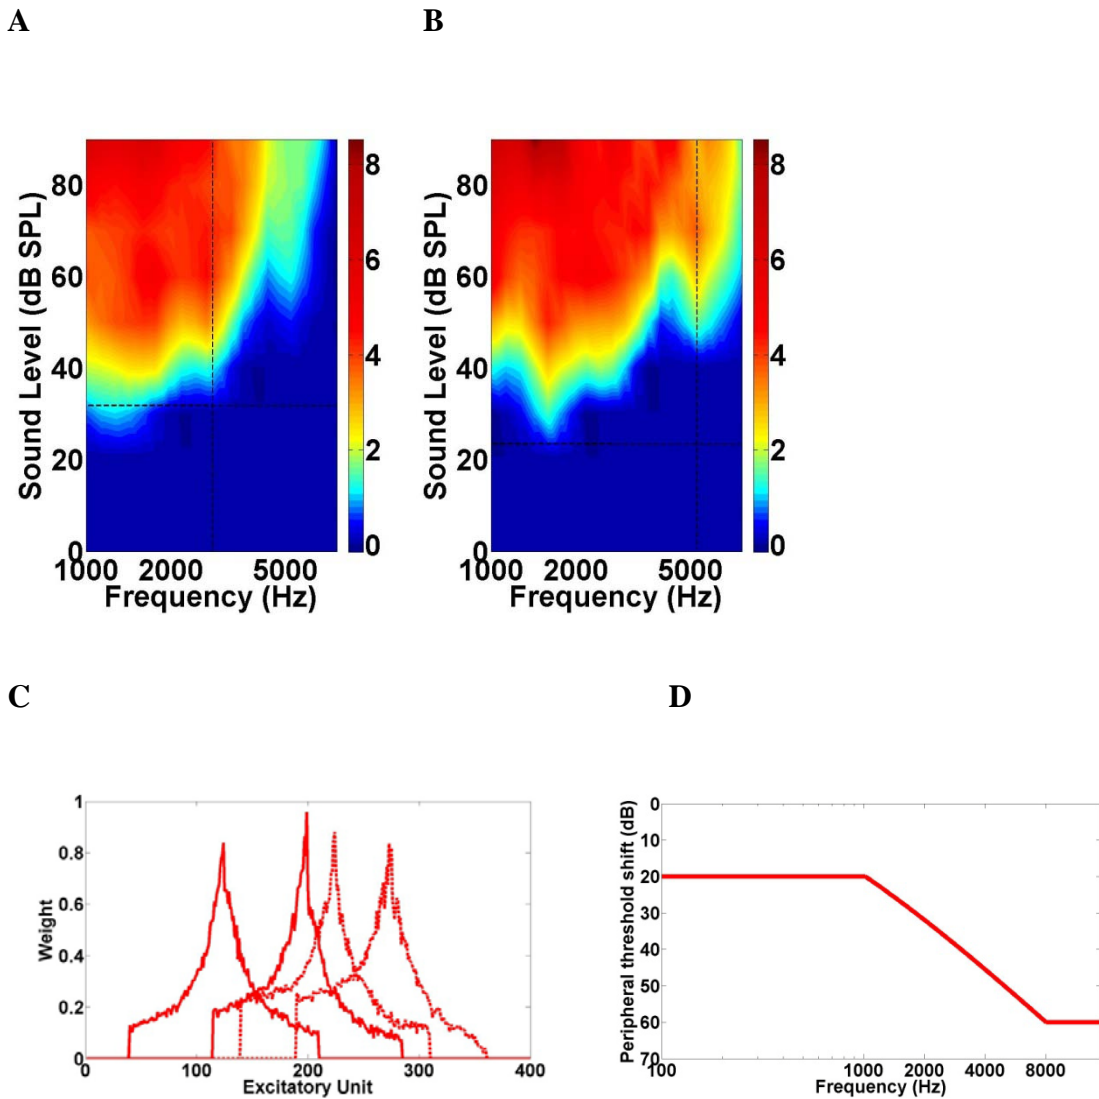 A
B
Sound Level (dB SPL)
80
60
40
20
0
1000 2000 5000
Frequency (Hz)
8
6
4
2
0
Sound Level (dB SPL)
80
60
40
20
0
1000 2000 5000
Frequency (Hz)
8
6
4
2
0
C
D
Weight
1
0.8
0.6
0.4
0.2
0
0 100 200 300 400
Excitatory Unit
Peripheral threshold shift (dB)
0
10
20
30
40
50
60
70
100 1000 2000 4000 8000
Frequency (Hz)